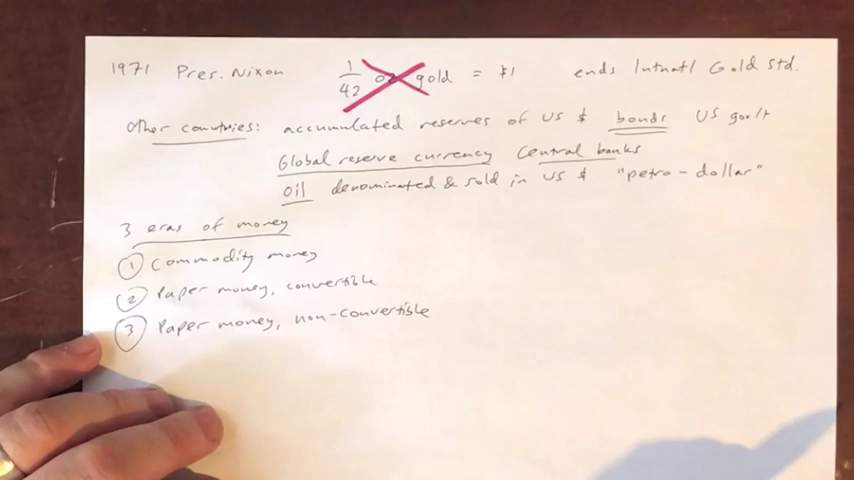 1971 Pres. Nixon 1/42 oz gold = $1 ends Intnatl Gold Std.
Other countries: accumulated reserves of US $ bonds US gov't
Global reserve currency Central banks
Oil denominated & sold in US $ "petro-dollar"
3 eras of money
1 Commodity money
2 Paper money, convertible
3 Paper money, non-convertible